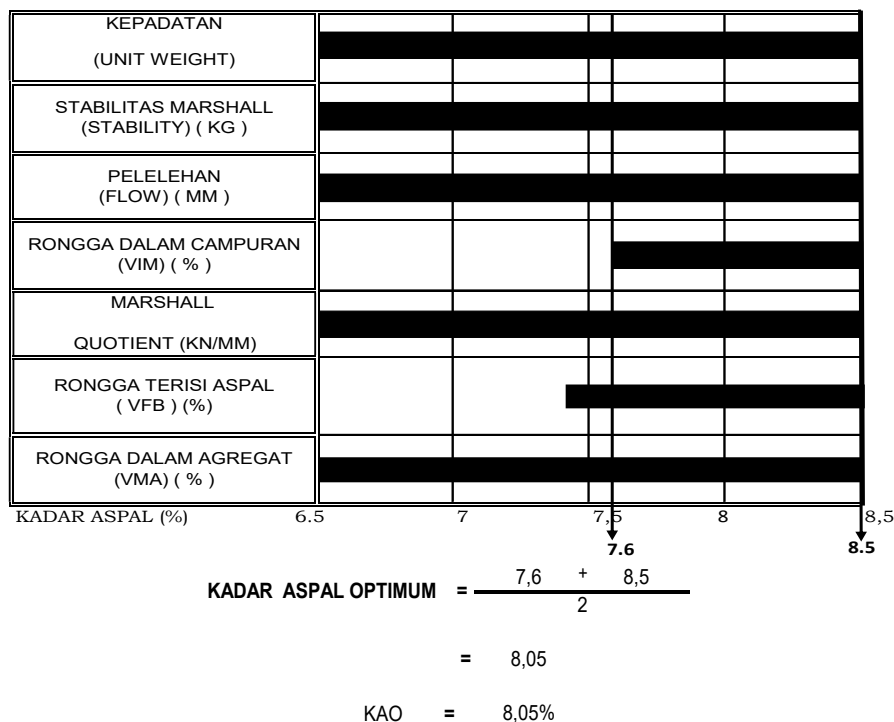 KEPADATAN
(UNIT WEIGHT)
STABILITAS MARSHALL
(STABILITY) ( KG )
PELELEHAN
(FLOW) ( MM )
RONGGA DALAM CAMPURAN
(VIM) ( % )
MARSHALL
QUOTIENT (KN/MM)
RONGGA TERISI ASPAL
( VFB ) (%)
RONGGA DALAM AGREGAT
(VMA) ( % )
KADAR ASPAL (%) 6.5 7 7,5 8 8,5
7.6 8.5
KADAR ASPAL OPTIMUM = 7,6 + 8,5
2
= 8,05
KAO = 8,05%